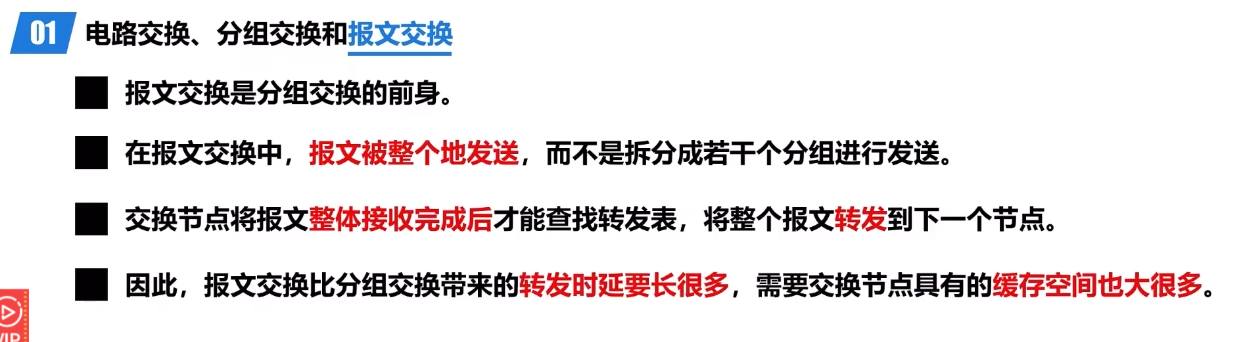 01 电路交换、分组交换和报文交换
报文交换是分组交换的前身。
在报文交换中，报文被整个地发送，而不是拆分成若干个分组进行发送。
交换节点将报文整体接收完成后才能查找转发表，将整个报文转发到下一个节点。
因此，报文交换比分组交换带来的转发时延要长很多，需要交换节点具有的缓存空间也大很多。
VIP